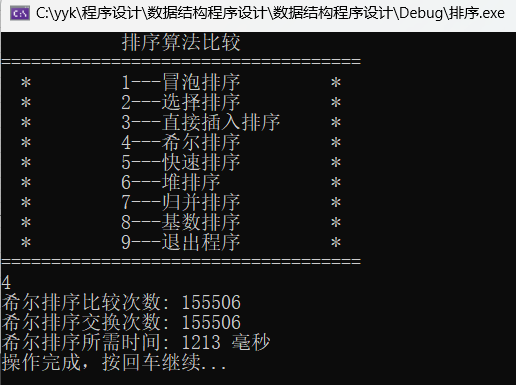 C:\yyk\程序设计\数据结构程序设计\数据结构程序设计\Debug\排序.exe
排序算法比较
====================================
* 1---冒泡排序 *
* 2---选择排序 *
* 3---直接插入排序 *
* 4---希尔排序 *
* 5---快速排序 *
* 6---堆排序 *
* 7---归并排序 *
* 8---基数排序 *
* 9---退出程序 *
====================================
4
希尔排序比较次数: 155506
希尔排序交换次数: 155506
希尔排序所需时间: 1213 毫秒
操作完成，按回车继续...